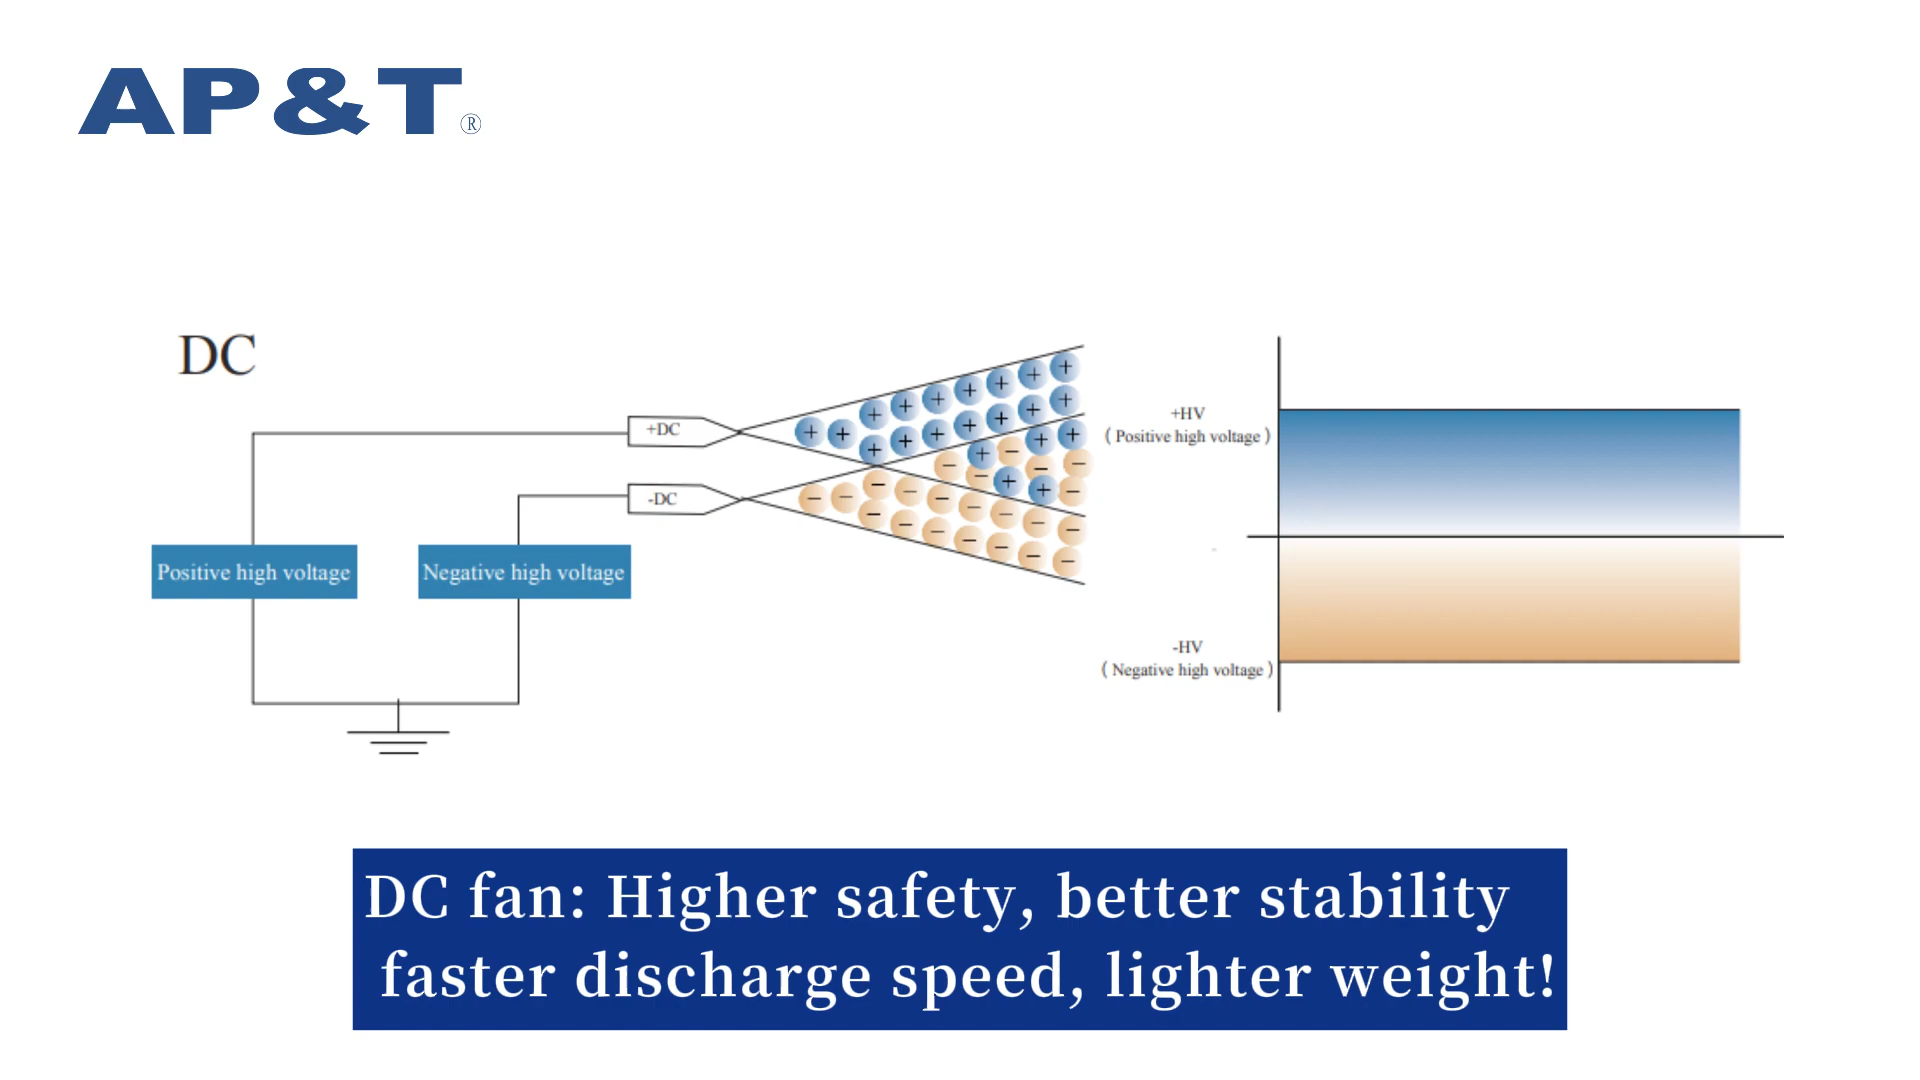 AP&T®
DC
+DC
-DC
Positive high voltage
Negative high voltage
+HV
( Positive high voltage )
-HV
( Negative high voltage )
DC fan: Higher safety, better stability
faster discharge speed, lighter weight!